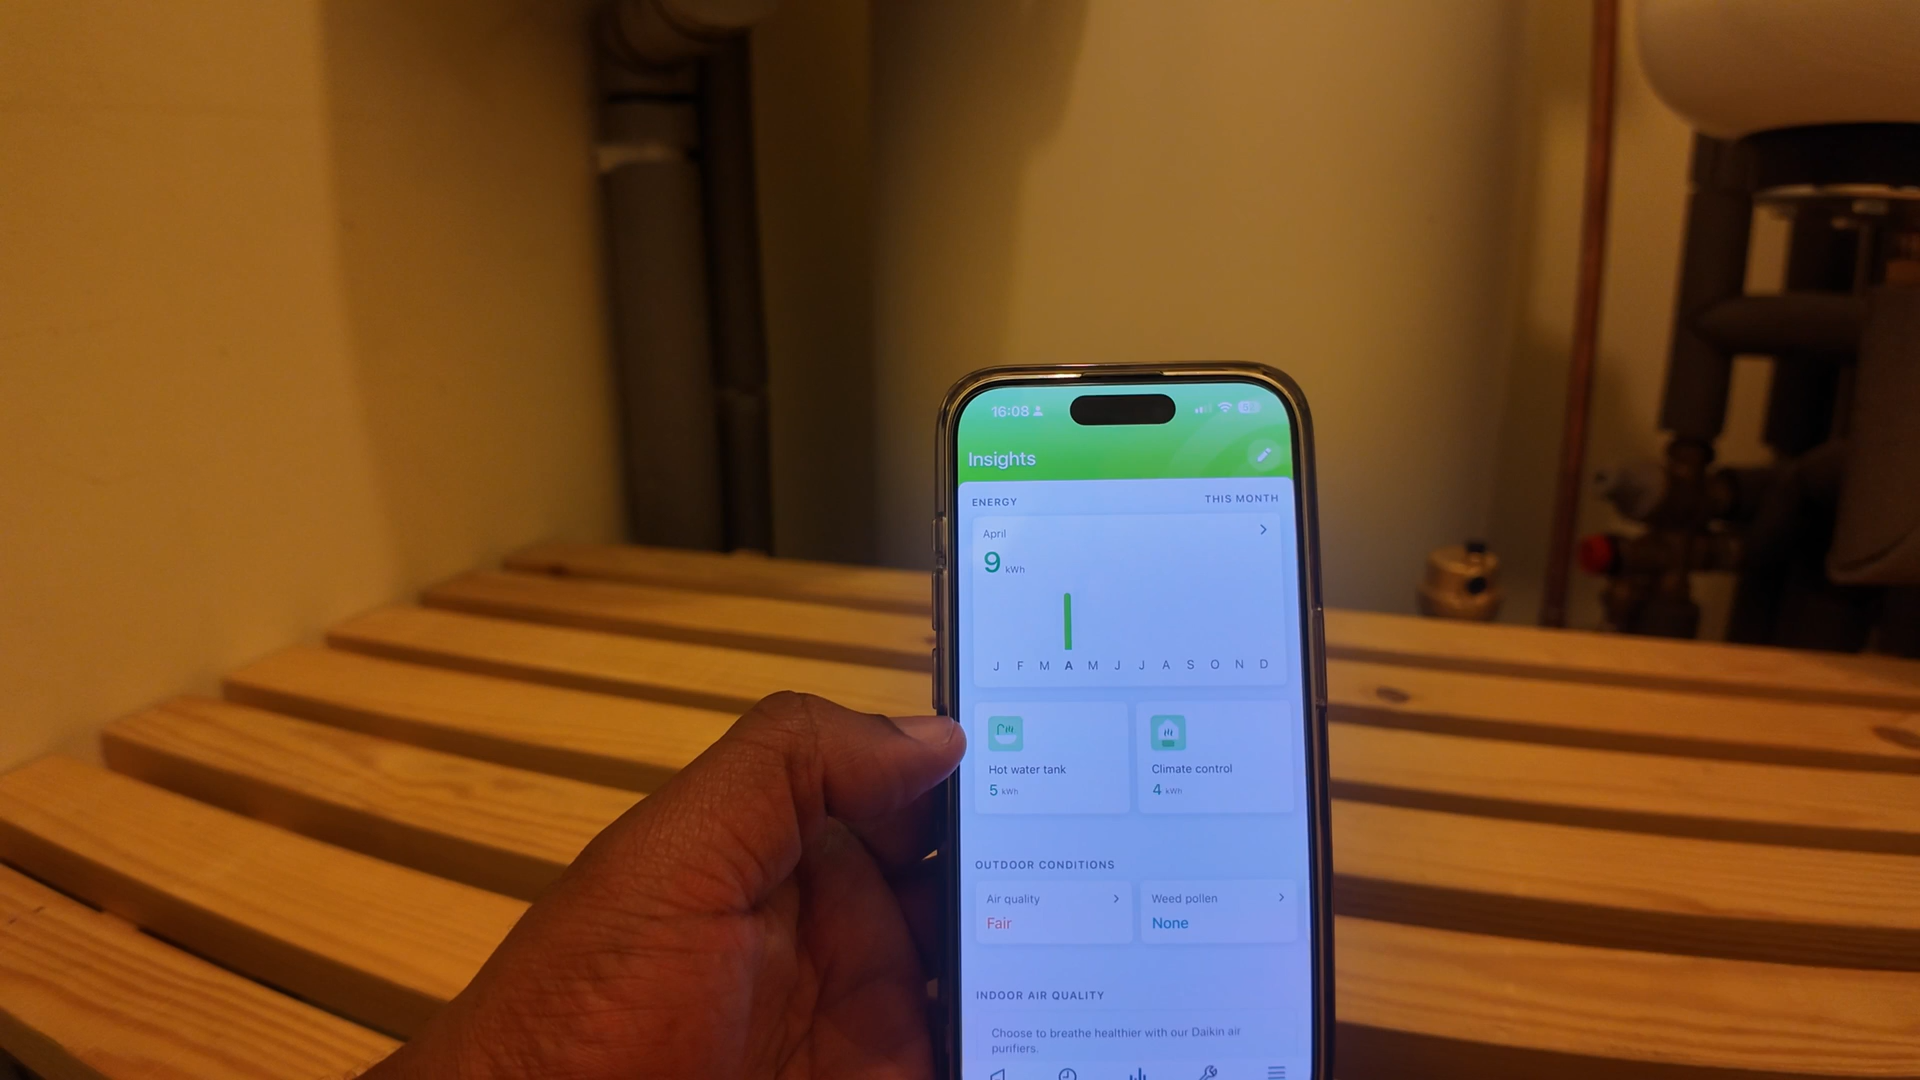 16:08
Insights
ENERGY THIS MONTH
April
9 kWh
J F M A M J J A S O N D
Hot water tank
5 kWh
Climate control
4 kWh
OUTDOOR CONDITIONS
Air quality
Fair
Weed pollen
None
INDOOR AIR QUALITY
Choose to breathe healthier with our Daikin air
purifiers.